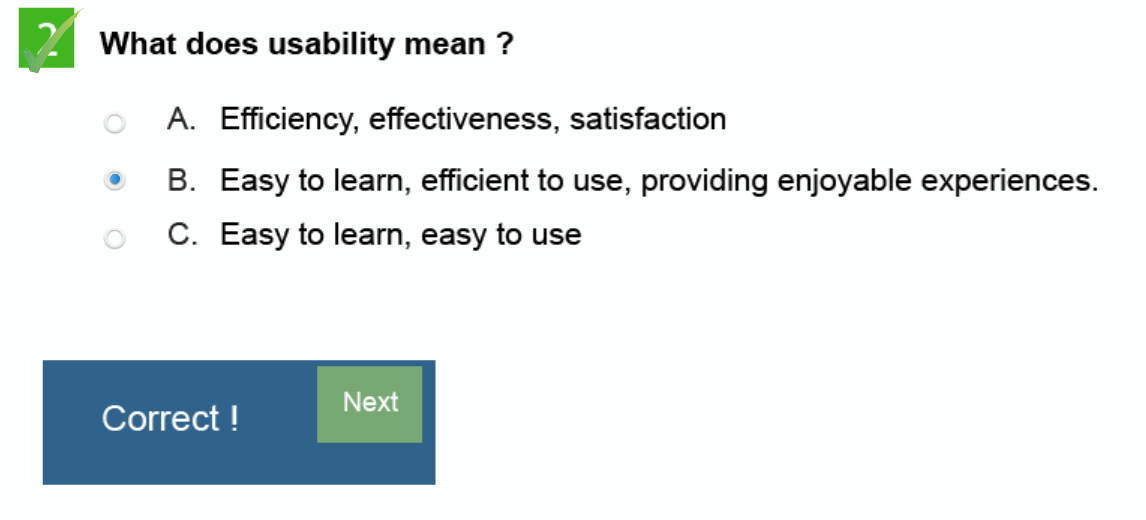 2 What does usability mean ?
A. Efficiency, effectiveness, satisfaction
B. Easy to learn, efficient to use, providing enjoyable experiences.
C. Easy to learn, easy to use
Correct ! Next